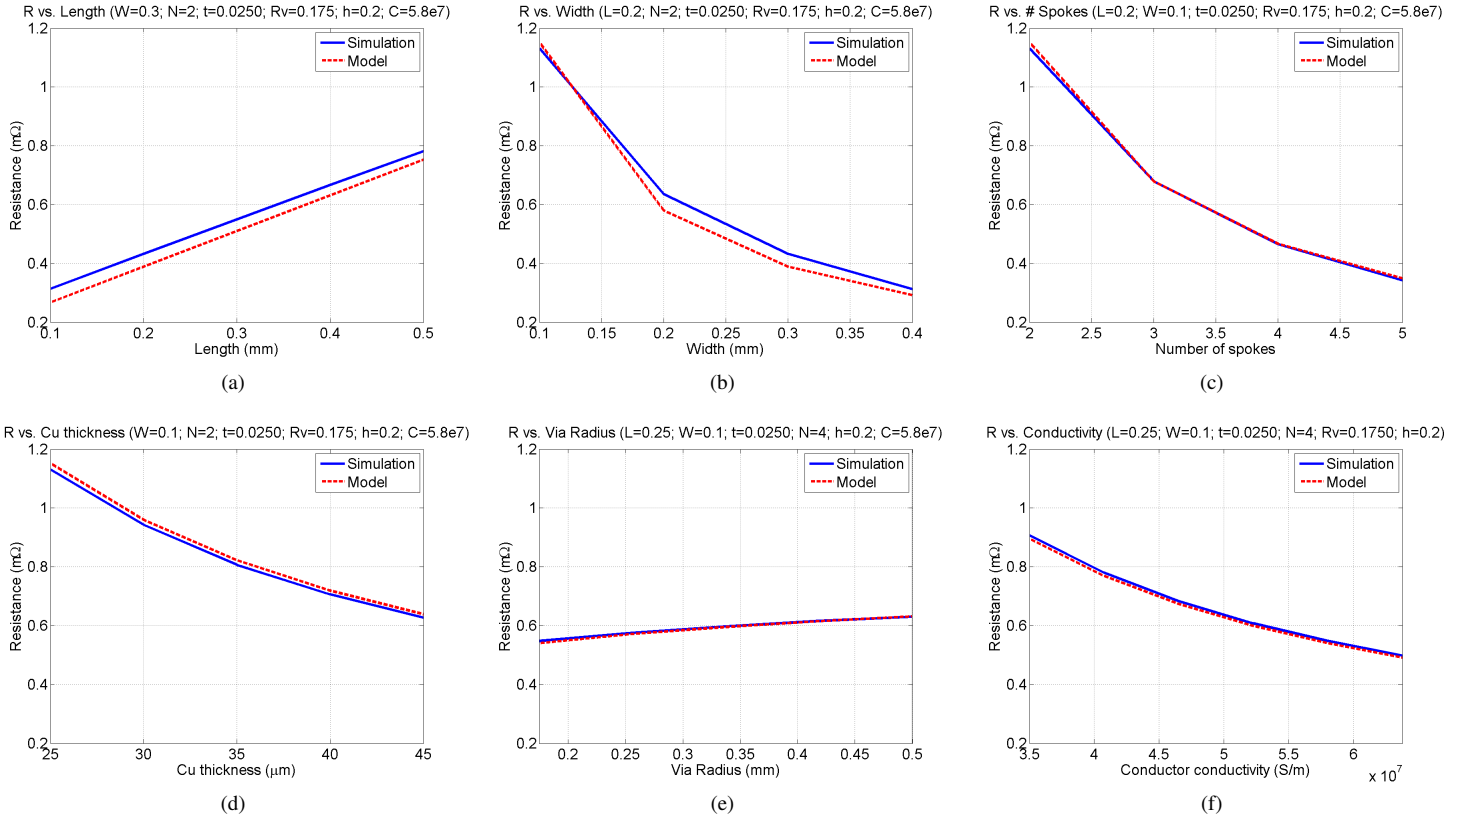 R vs. Length (W=0.3; N=2; t=0.0250; Rv=0.175; h=0.2; C=5.8e7)
1.2
1
0.8
0.6
0.4
0.2
Resistance (mΩ)
Simulation
Model
0.1 0.2 0.3 0.4 0.5
Length (mm)
(a)
R vs. Width (L=0.2; N=2; t=0.0250; Rv=0.175; h=0.2; C=5.8e7)
1.2
1
0.8
0.6
0.4
0.2
Resistance (mΩ)
Simulation
Model
0.1 0.15 0.2 0.25 0.3 0.35 0.4
Width (mm)
(b)
R vs. # Spokes (L=0.2; W=0.1; t=0.0250; Rv=0.175; h=0.2; C=5.8e7)
1.2
1
0.8
0.6
0.4
0.2
Resistance (mΩ)
Simulation
Model
2 2.5 3 3.5 4 4.5 5
Number of spokes
(c)
R vs. Cu thickness (W=0.1; N=2; t=0.0250; Rv=0.175; h=0.2; C=5.8e7)
1.2
1
0.8
0.6
0.4
0.2
Resistance (mΩ)
Simulation
Model
25 30 35 40 45
Cu thickness (μm)
(d)
R vs. Via Radius (L=0.25; W=0.1; t=0.0250; N=4; h=0.2; C=5.8e7)
1.2
1
0.8
0.6
0.4
0.2
Resistance (mΩ)
Simulation
Model
0.2 0.25 0.3 0.35 0.4 0.45 0.5
Via Radius (mm)
(e)
R vs. Conductivity (L=0.25; W=0.1; t=0.0250; N=4; Rv=0.1750; h=0.2)
1.2
1
0.8
0.6
0.4
0.2
Resistance (mΩ)
Simulation
Model
3.5 4 4.5 5 5.5 6
Conductor conductivity (S/m)
x 10⁷
(f)